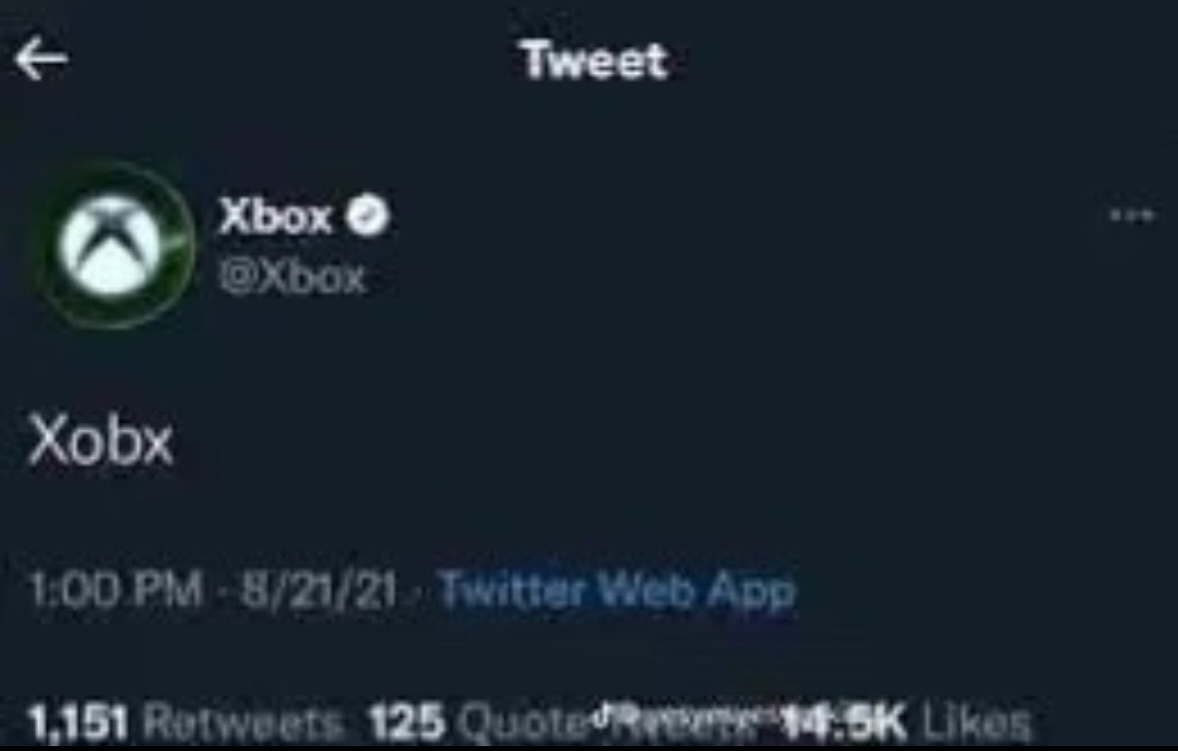 Tweet
Xbox
@Xbox
Xobx
1:00 PM · 8/21/21 · Twitter Web App
1,151 Retweets 125 Quote Tweets 14.5K Likes